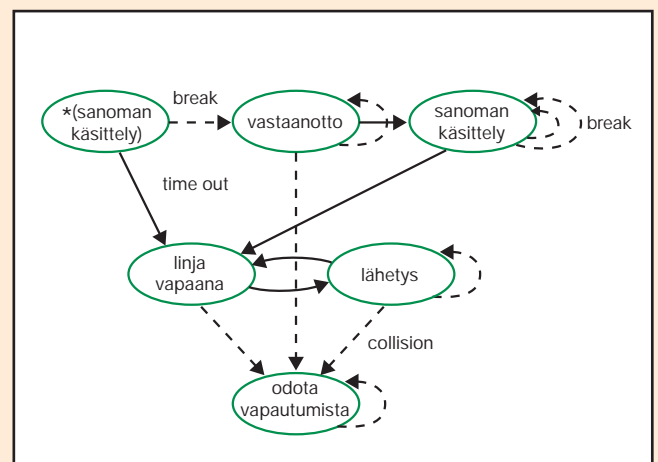 break
*(sanoman
käsittely)
vastaanotto
sanoman
käsittely
break
time out
linja
vapaana
lähetys
collision
odota
vapautumista